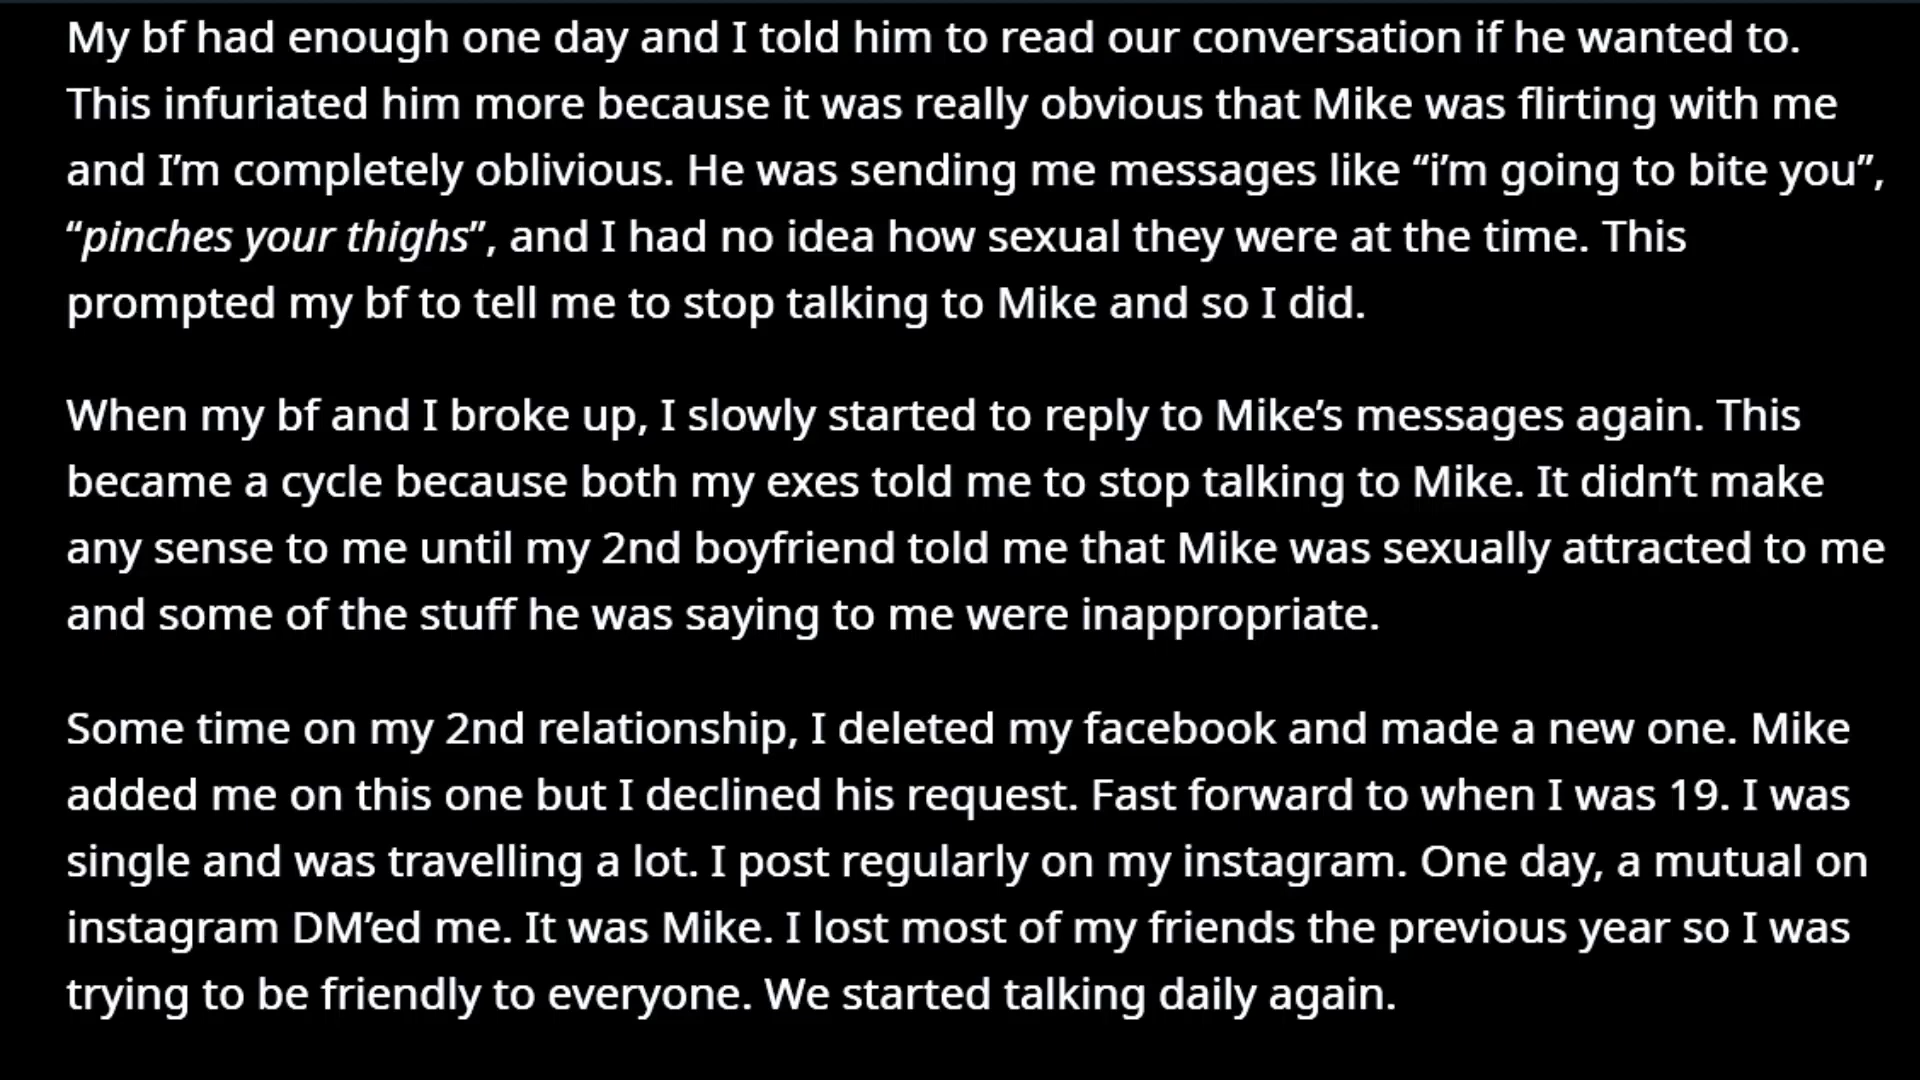 My bf had enough one day and I told him to read our conversation if he wanted to.
This infuriated him more because it was really obvious that Mike was flirting with me
and I’m completely oblivious. He was sending me messages like “i’m going to bite you”,
“pinches your thighs”, and I had no idea how sexual they were at the time. This
prompted my bf to tell me to stop talking to Mike and so I did.
When my bf and I broke up, I slowly started to reply to Mike’s messages again. This
became a cycle because both my exes told me to stop talking to Mike. It didn’t make
any sense to me until my 2nd boyfriend told me that Mike was sexually attracted to me
and some of the stuff he was saying to me were inappropriate.
Some time on my 2nd relationship, I deleted my facebook and made a new one. Mike
added me on this one but I declined his request. Fast forward to when I was 19. I was
single and was travelling a lot. I post regularly on my instagram. One day, a mutual on
instagram DM’ed me. It was Mike. I lost most of my friends the previous year so I was
trying to be friendly to everyone. We started talking daily again.